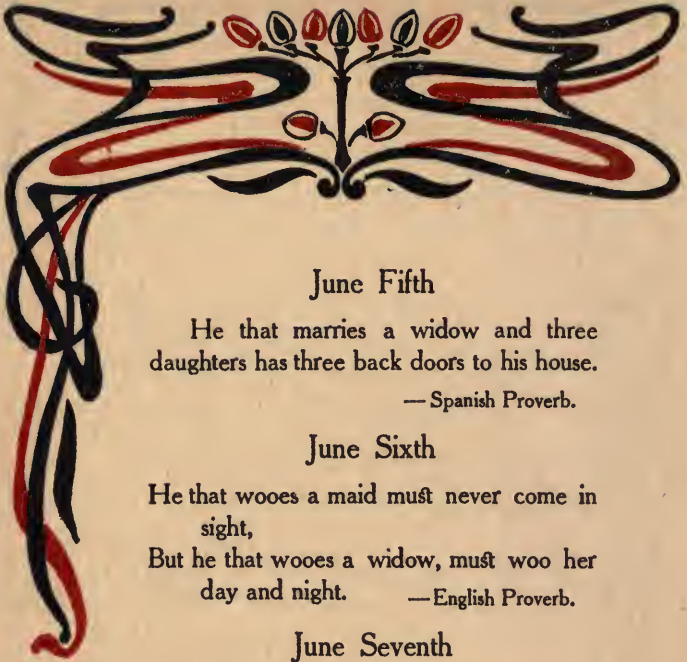 June Fifth
He that marries a widow and three
daughters has three back doors to his house.
— Spanish Proverb.
June Sixth
He that wooes a maid must never come in
sight,
But he that wooes a widow, must woo her
day and night. — English Proverb.
June Seventh